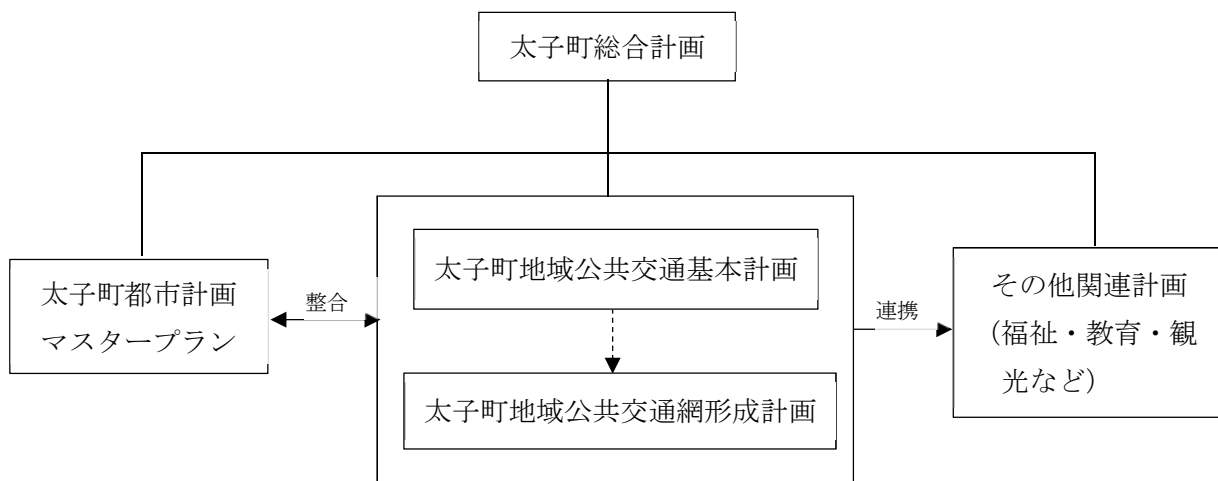 太子町総合計画
太子町地域公共交通基本計画
太子町都市計画
マスタープラン
整合
連携
その他関連計画
（福祉・教育・観
光など）
太子町地域公共交通網形成計画